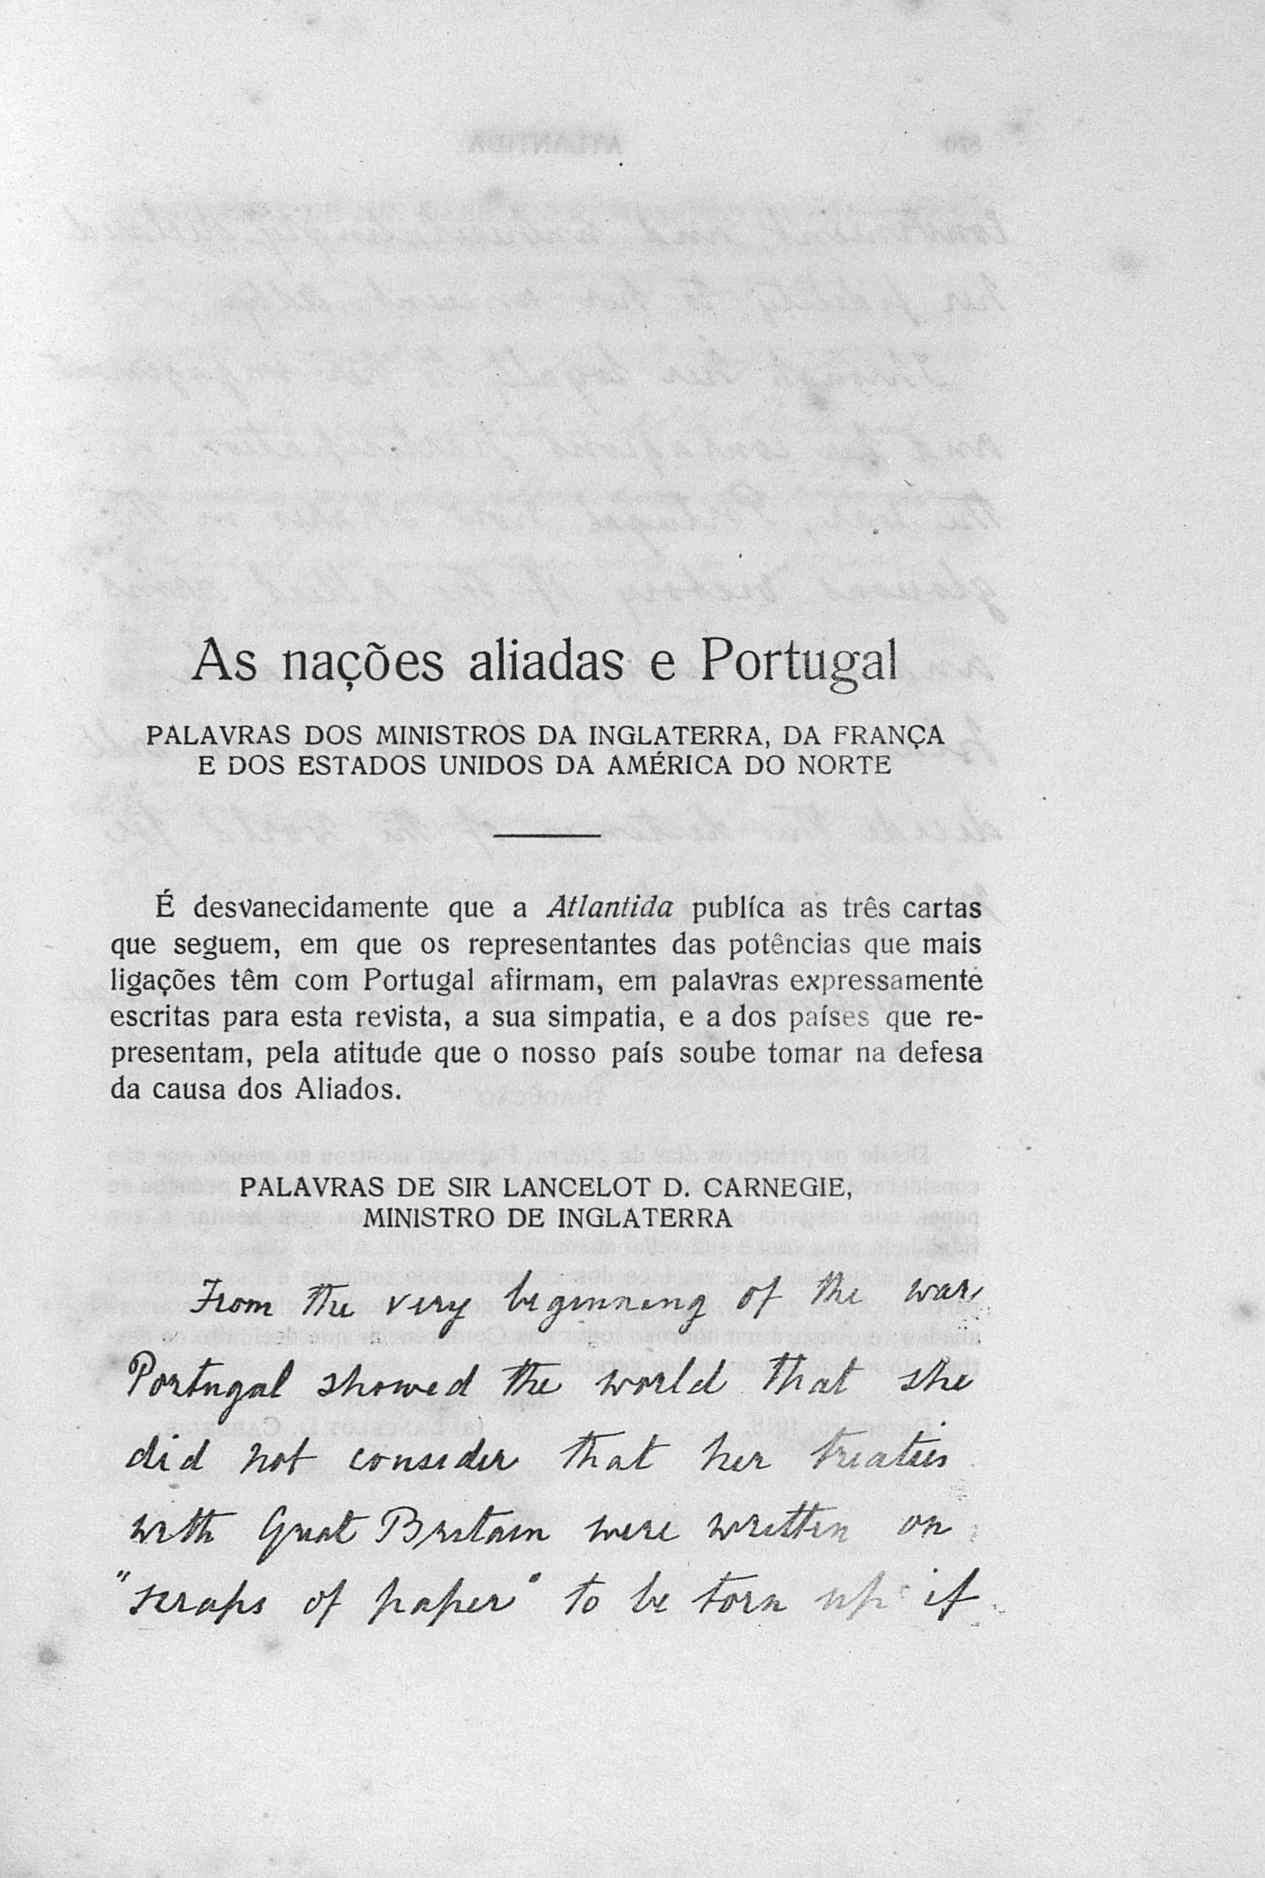 As nações aliadas e Portugal
PALAVRAS DOS MINISTROS DA INGLATERRA, DA FRANÇA
E DOS ESTADOS UNIDOS DA AMÉRICA DO NORTE
É desvanecidamente que a Atlantida publíca as três cartas
que seguem, em que os representantes das potências que mais
ligações têm com Portugal afirmam, em palavras expressamente
escritas para esta revista, a sua simpatia, e a dos países que re-
presentam, pela atitude que o nosso país soube tomar na defesa
da causa dos Aliados.
PALAVRAS DE SIR LANCELOT D. CARNEGIE,
MINISTRO DE INGLATERRA
From the very beginning of the war,
Portugal showed the world that she
did not consider that her treaties
with Great Britain were written on
"scraps of paper" to be torn up if